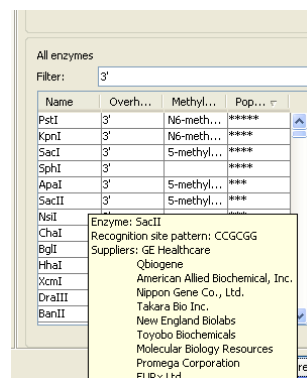 All enzymes
Filter: 3'
Name Overh... Methyl... Pop...
PstI 3' N6-meth... *****
KpnI 3' N6-meth... ****
SacI 3' 5-methyl... ****
SphI 3' ****
ApaI 3' 5-methyl... ***
SacII 3' 5-methyl... ***
NsiI
ChaI
BglI
HhaI
XcmI
DraIII
BanII
Enzyme: SacII
Recognition site pattern: CCGCGG
Suppliers: GE Healthcare
Qbiogene
American Allied Biochemical, Inc.
Nippon Gene Co., Ltd.
Takara Bio Inc.
New England Biolabs
Toyobo Biochemicals
Molecular Biology Resources
Promega Corporation
EURx Ltd.